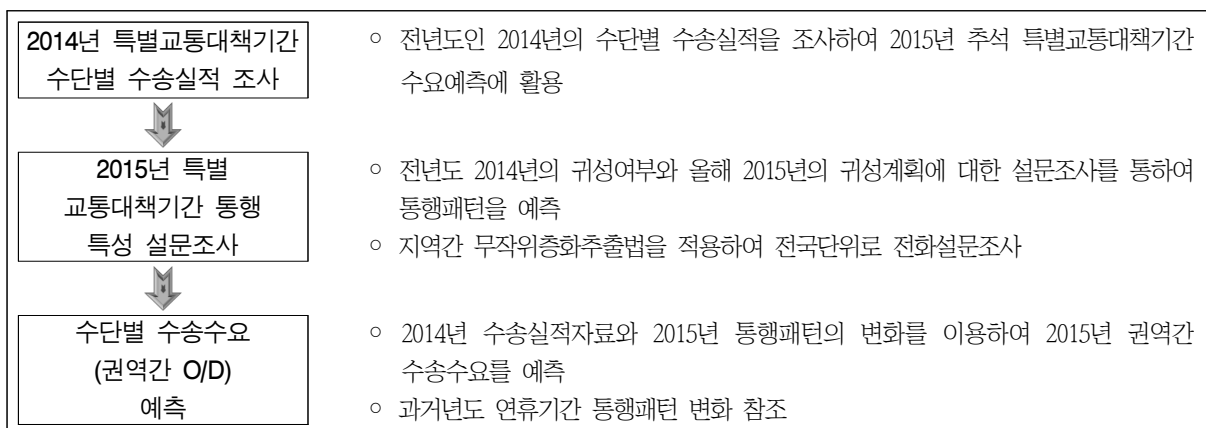 2014년 특별교통대책기간
수단별 수송실적 조사
○ 전년도인 2014년의 수단별 수송실적을 조사하여 2015년 추석 특별교통대책기간
수요예측에 활용
2015년 특별
교통대책기간 통행
특성 설문조사
○ 전년도 2014년의 귀성여부와 올해 2015년의 귀성계획에 대한 설문조사를 통하여
통행패턴을 예측
○ 지역간 무작위층화추출법을 적용하여 전국단위로 전화설문조사
수단별 수송수요
(권역간 O/D)
예측
○ 2014년 수송실적자료와 2015년 통행패턴의 변화를 이용하여 2015년 권역간
수송수요를 예측
○ 과거년도 연휴기간 통행패턴 변화 참조